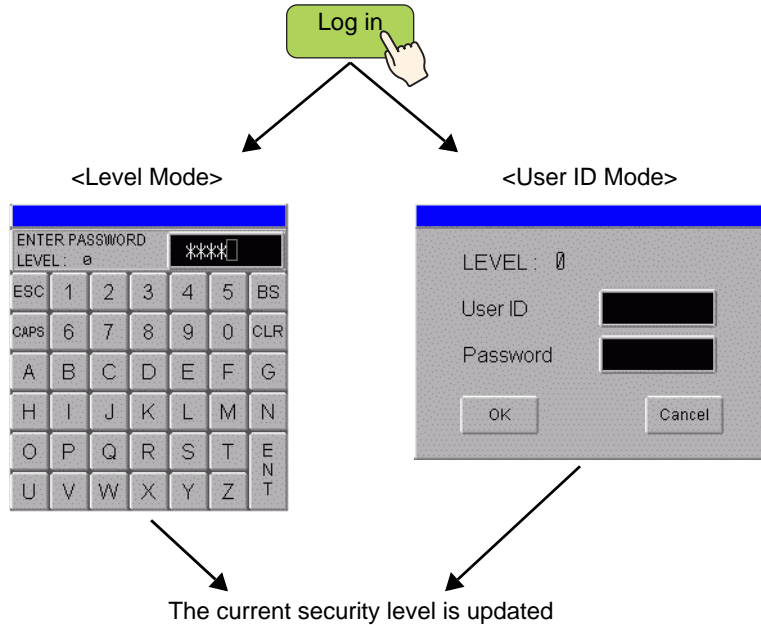 Log in
<Level Mode>
<User ID Mode>
ENTER PASSWORD
LEVEL : 0
****
ESC 1 2 3 4 5 BS
CAPS 6 7 8 9 0 CLR
A B C D E F G
H I J K L M N
O P Q R S T ENT
U V W X Y Z
LEVEL : 0
User ID
Password
OK Cancel
The current security level is updated